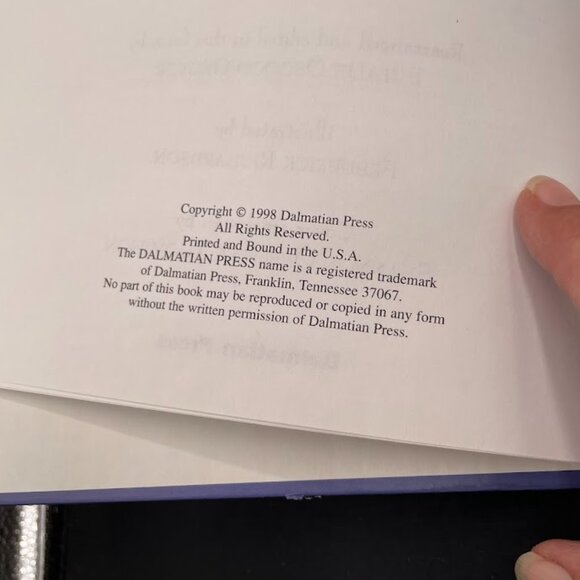 Copyright © 1998 Dalmatian Press
All Rights Reserved.
Printed and Bound in the U.S.A.
The DALMATIAN PRESS name is a registered trademark
of Dalmatian Press, Franklin, Tennessee 37067.
No part of this book may be reproduced or copied in any form
without the written permission of Dalmatian Press.